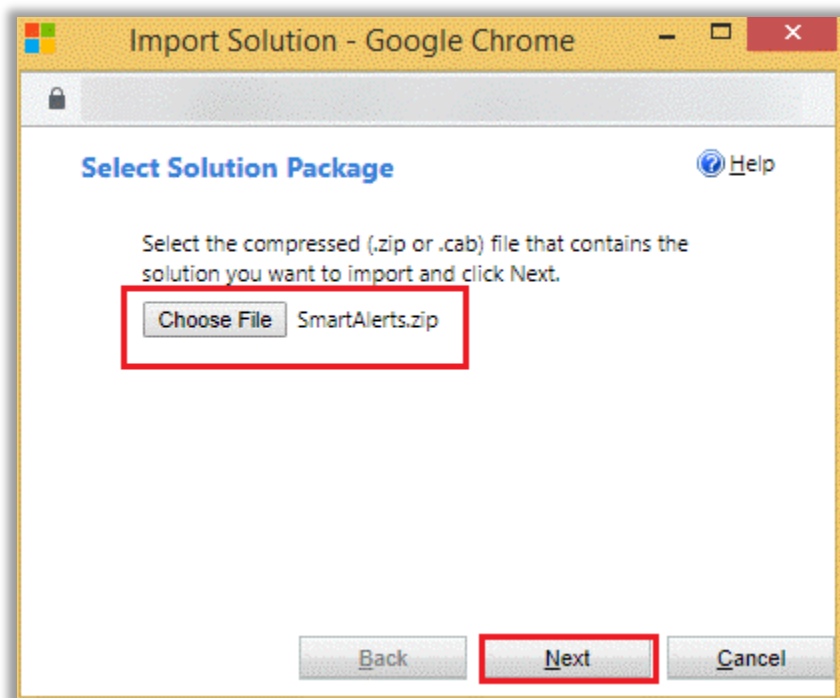 Import Solution - Google Chrome
Select Solution Package
Help
Select the compressed (.zip or .cab) file that contains the
solution you want to import and click Next.
Choose File SmartAlerts.zip
Back Next Cancel